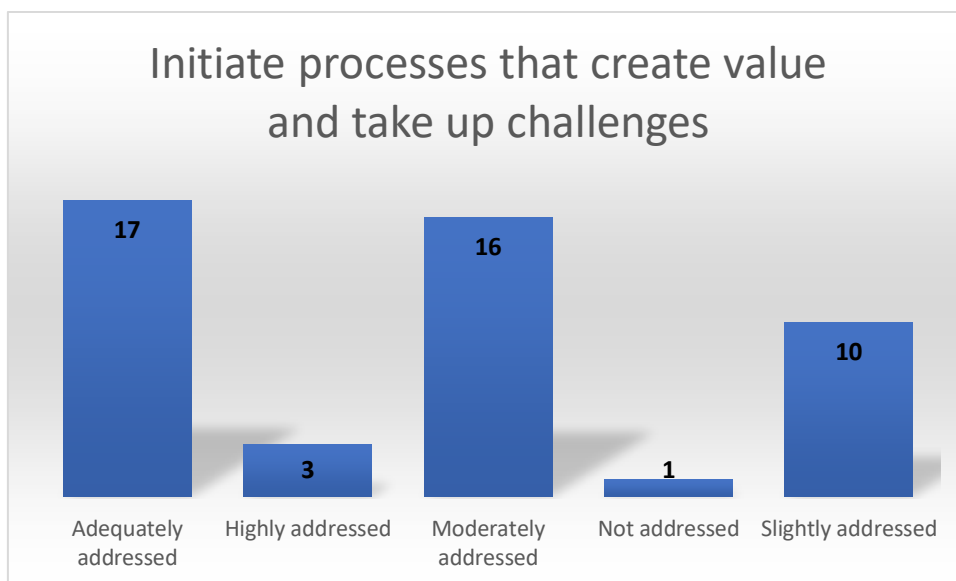 Initiate processes that create value
and take up challenges
17
3
16
1
10
Adequately
addressed
Highly addressed
Moderately
addressed
Not addressed
Slightly addressed